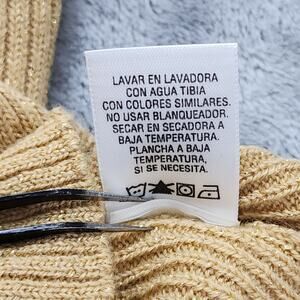 LAVAR EN LAVADORA
CON AGUA TIBIA
CON COLORES SIMILARES.
NO USAR BLANQUEADOR.
SECAR EN SECADORA A
BAJA TEMPERATURA.
PLANCHA A BAJA
TEMPERATURA,
SI SE NECESITA.